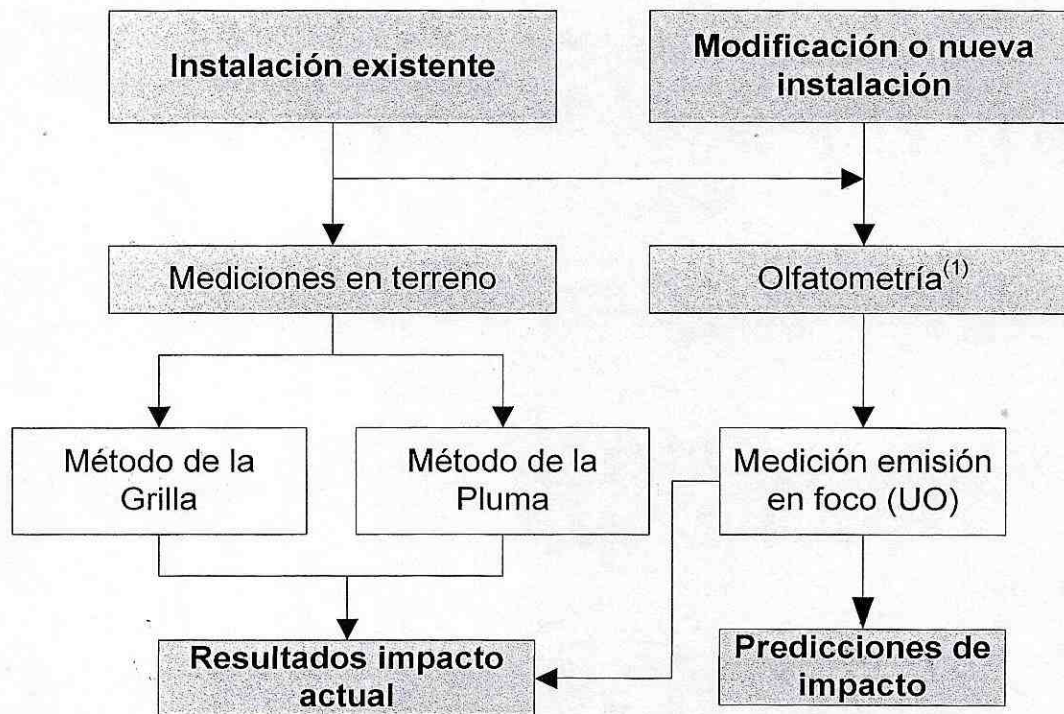 Instalación existente
Modificación o nueva
instalación
Mediciones en terreno
Olfatometría(1)
Método de la
Grilla
Método de la
Pluma
Medición emisión
en foco (UO)
Resultados impacto
actual
Predicciones de
impacto